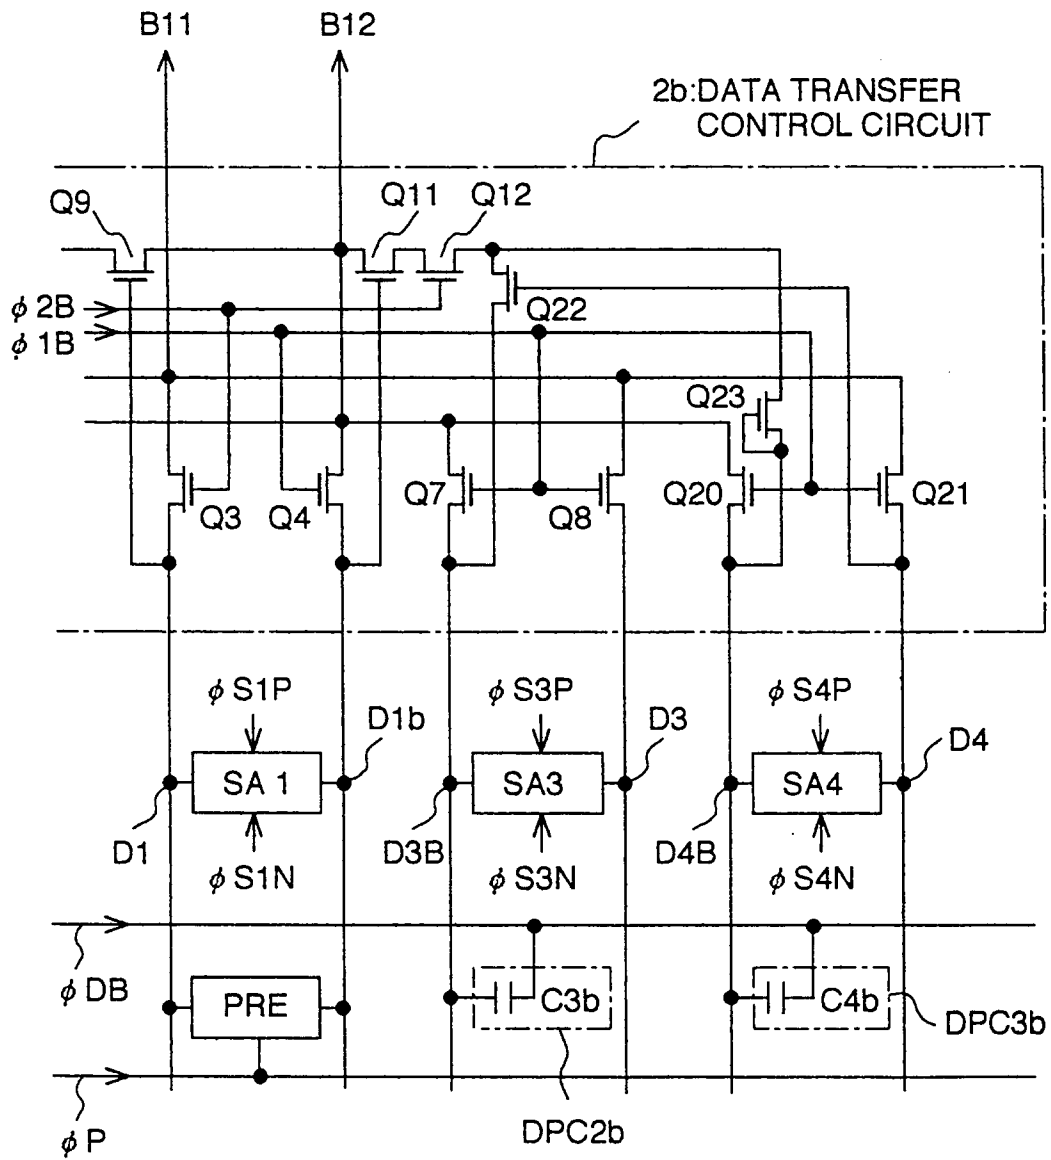 B11 B12
2b:DATA TRANSFER
CONTROL CIRCUIT
Q9 Q11 Q12
ϕ 2B
Q22
ϕ 1B
Q23
Q3 Q4 Q7 Q8 Q20 Q21
ϕ S1P ϕ S3P ϕ S4P
D1b D3 D4
SA 1 SA3 SA4
D1 D3B D4B
ϕ S1N ϕ S3N ϕ S4N
ϕ DB
PRE C3b C4b
DPC3b
ϕ P
DPC2b